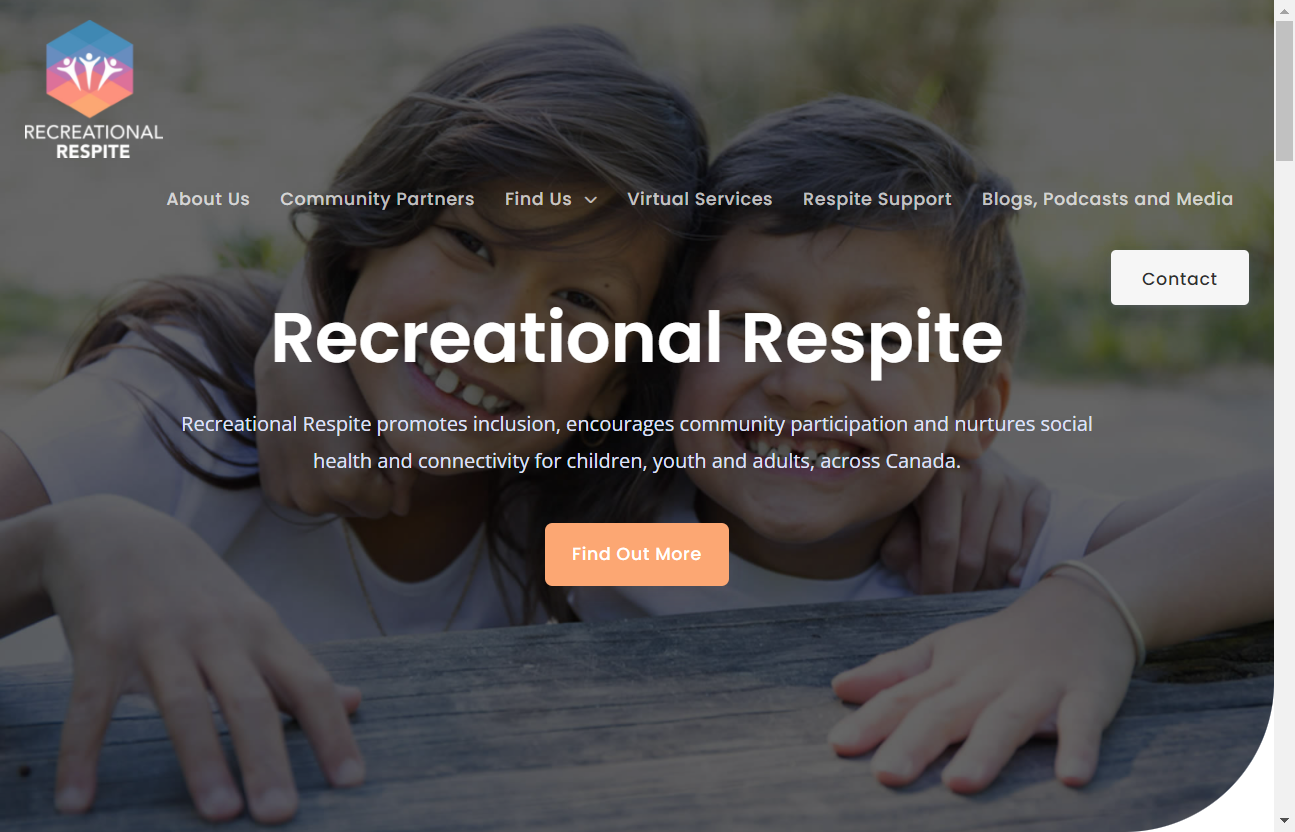 RECREATIONAL
RESPITE
About Us Community Partners Find Us Virtual Services Respite Support Blogs, Podcasts and Media
Contact
Recreational Respite
Recreational Respite promotes inclusion, encourages community participation and nurtures social
health and connectivity for children, youth and adults, across Canada.
Find Out More